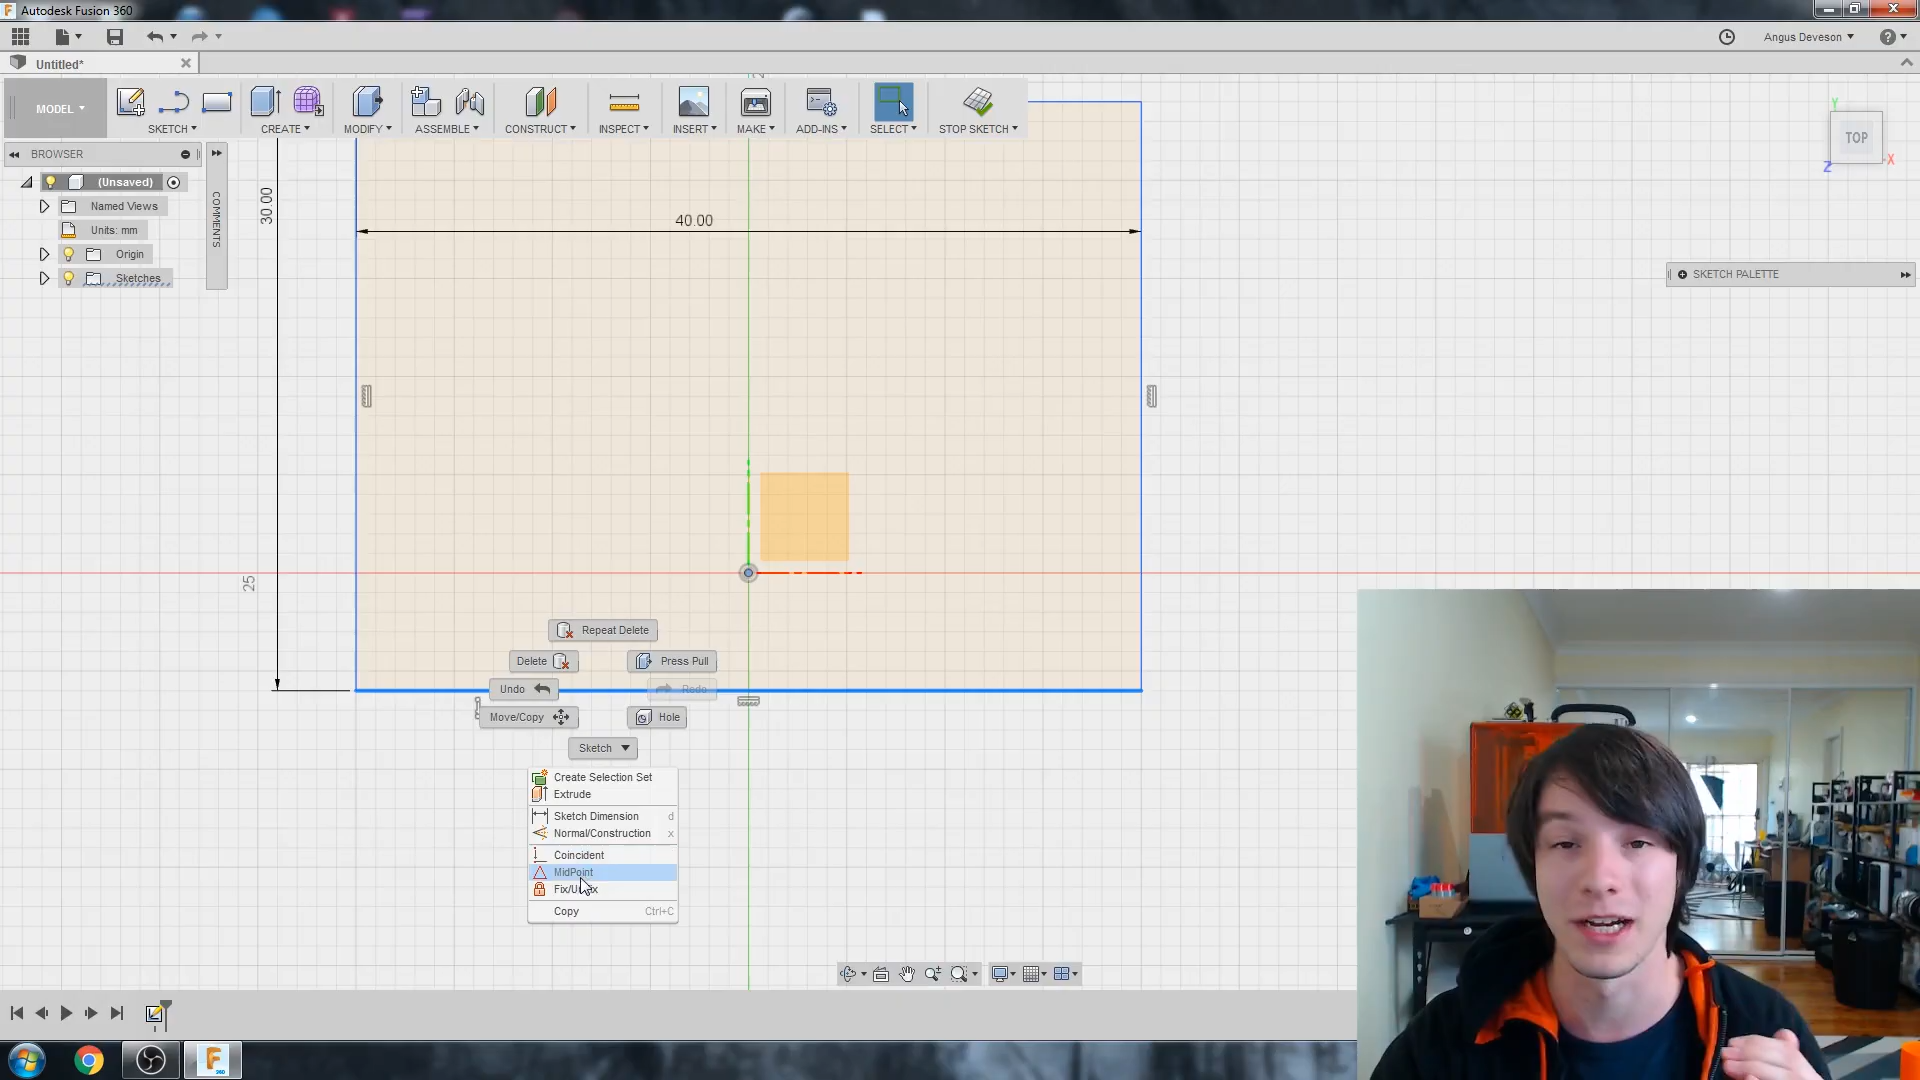 Autodesk Fusion 360
Angus Deveson
Untitled*
MODEL
SKETCH
CREATE
MODIFY
ASSEMBLE
CONSTRUCT
INSPECT
INSERT
MAKE
ADD-INS
SELECT
STOP SKETCH
TOP
Y
X
Z
BROWSER
(Unsaved)
Named Views
Units: mm
Origin
Sketches
COMMENTS
SKETCH PALETTE
30.00
40.00
25
Repeat Delete
Delete
Press Pull
Undo
Redo
Move/Copy
Hole
Sketch
Create Selection Set
Extrude
Sketch Dimension d
Normal/Construction x
Coincident
MidPoint
Copy Ctrl+C